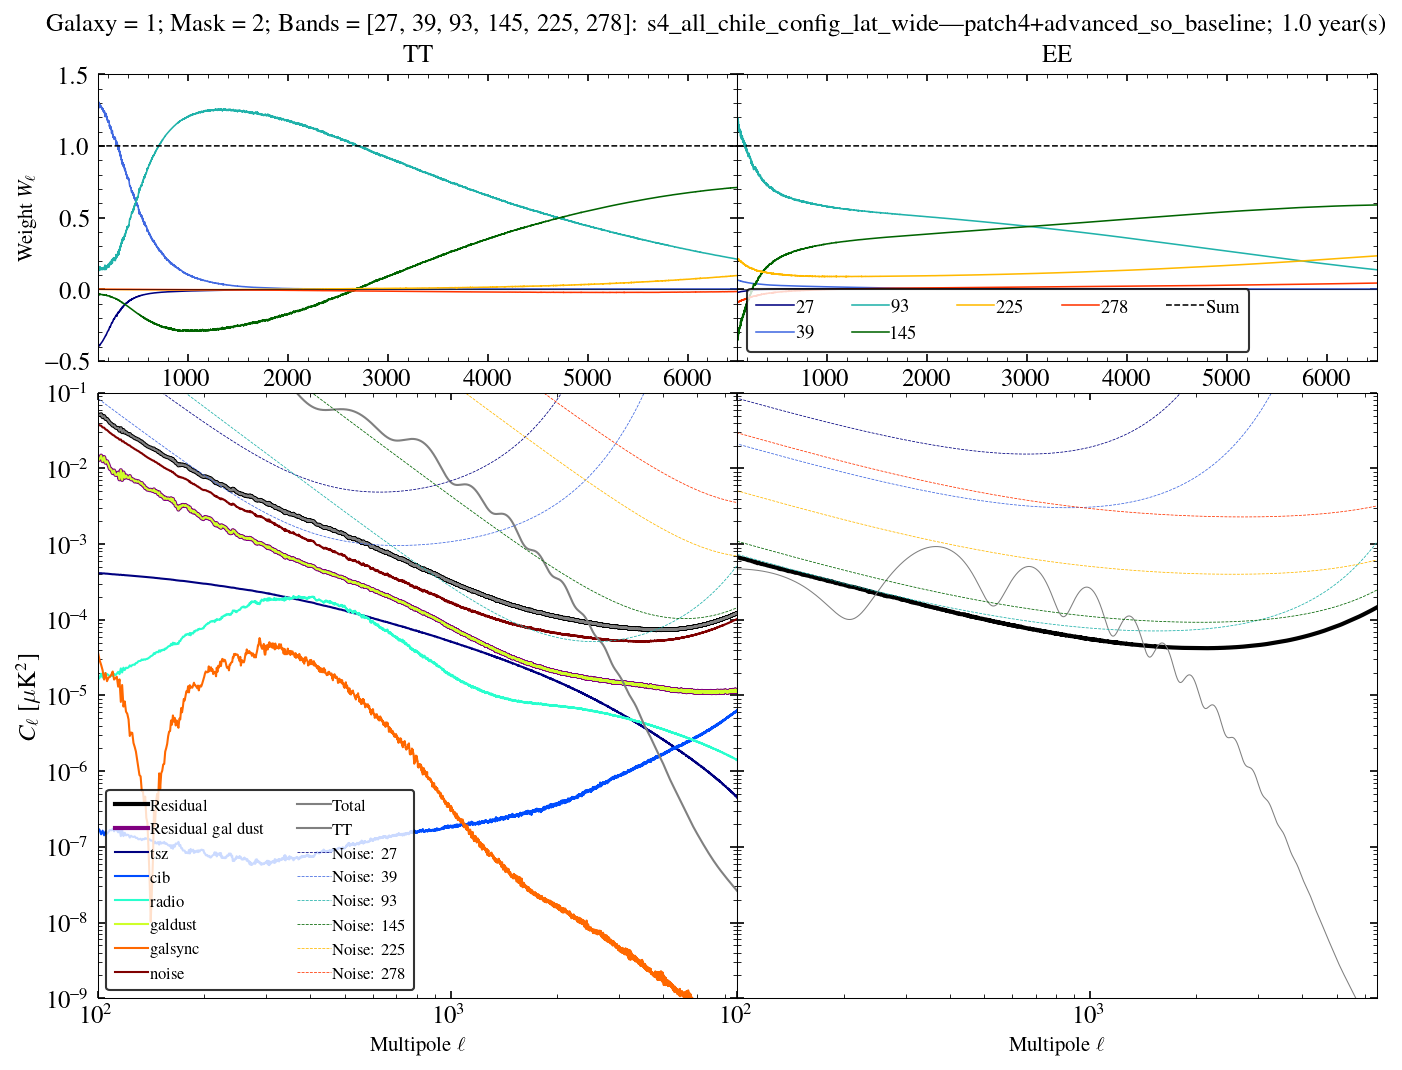 Galaxy = 1; Mask = 2; Bands = [27, 39, 93, 145, 225, 278]: s4_all_chile_config_lat_wide—patch4+advanced_so_baseline; 1.0 year(s)
TT EE
1.5
1.0
0.5
0.0
−0.5
Weight W_ℓ
27 93 225 278 Sum
39 145
1000 2000 3000 4000 5000 6000 1000 2000 3000 4000 5000 6000
10^−1
10^−2
10^−3
10^−4
10^−5
10^−6
10^−7
10^−8
10^−9
C_ℓ [μK^2]
Residual Total
Residual gal dust TT
tsz Noise: 27
cib Noise: 39
radio Noise: 93
galdust Noise: 145
galsync Noise: 225
noise Noise: 278
10^2 10^3 10^2 10^3
Multipole ℓ Multipole ℓ